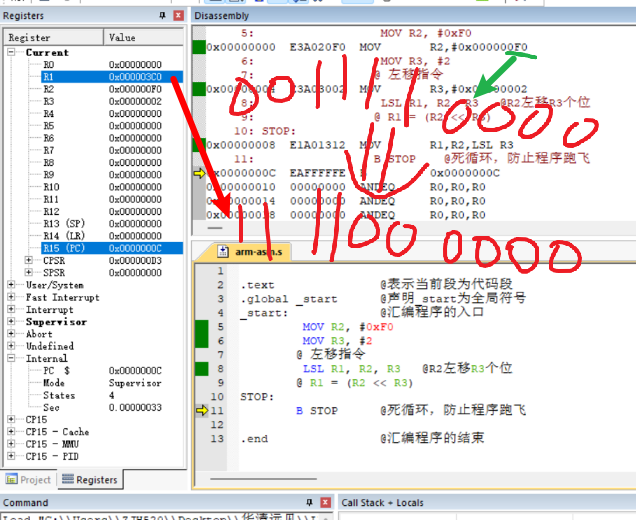 Registers
Register Value
Current
R0 0x00000000
R1 0x000003C0
R2 0x000000F0
R3 0x00000002
R4 0x00000000
R5 0x00000000
R6 0x00000000
R7 0x00000000
R8 0x00000000
R9 0x00000000
R10 0x00000000
R11 0x00000000
R12 0x00000000
R13 (SP) 0x00000000
R14 (LR) 0x00000000
R15 (PC) 0x0000000C
CPSR 0x000000D3
SPSR 0x00000000
User/System
Fast Interrupt
Interrupt
Supervisor
Abort
Undefined
Internal
PC $ 0x0000000C
Mode Supervisor
States 4
Sec 0.00000033
CP15
CP15 - Cache
CP15 - MMU
CP15 - PID
Project Registers
Disassembly
5: MOV R2, #0xF0
0x00000000 E3A020F0 MOV R2,#0x000000F0
6: MOV R3, #2
7: @ 左移指令
0x00000004 E3A03002 MOV R3,#0x00000002
8: LSL R1, R2, R3 @R2左移R3个位
9: @ R1 = (R2 << R3)
10: STOP:
0x00000008 E1A01312 MOV R1,R2,LSL R3
11: B STOP @死循环，防止程序跑飞
0x0000000C EAFFFFFE B 0x0000000C
0x00000010 00000000 ANDEQ R0,R0,R0
0x00000014 00000000 ANDEQ R0,R0,R0
0x00000018 00000000 ANDEQ R0,R0,R0
0011110000
1111000000
arm-asm.s
1
2 .text @表示当前段为代码段
3 .global _start @声明_start为全局符号
4 _start: @汇编程序的入口
5 MOV R2, #0xF0
6 MOV R3, #2
7 @ 左移指令
8 LSL R1, R2, R3 @R2左移R3个位
9 @ R1 = (R2 << R3)
10 STOP:
11 B STOP @死循环，防止程序跑飞
12
13 .end @汇编程序的结束
Command
Call Stack + Locals